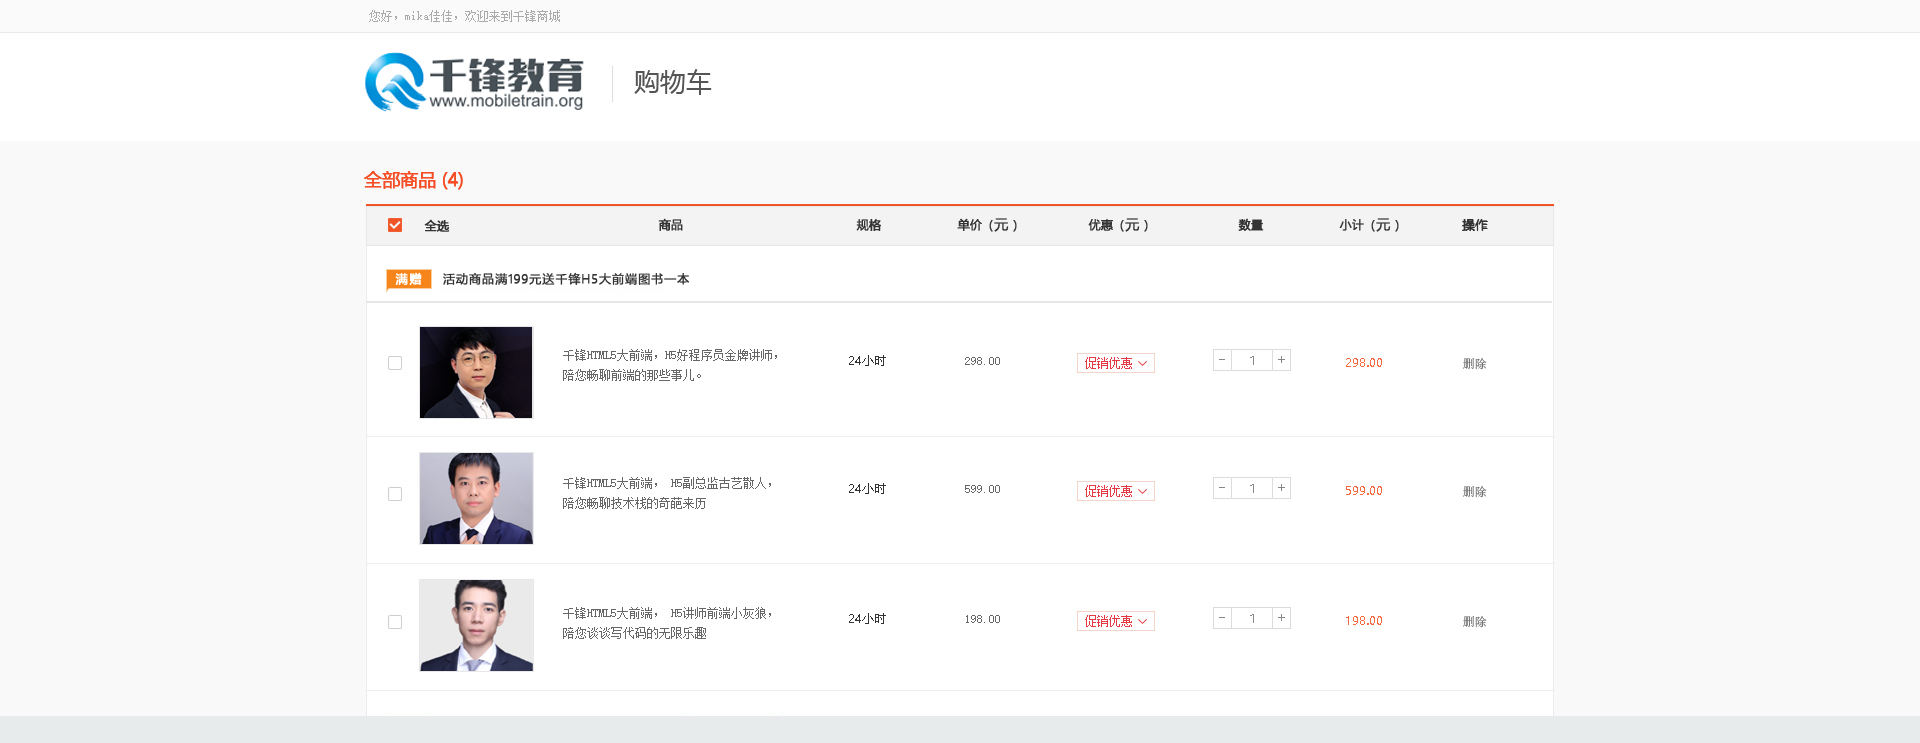 您好，mika佳佳，欢迎来到千锋商城
千锋教育
www.mobiletrain.org
购物车
全部商品 (4)
全选 商品 规格 单价（元） 优惠（元） 数量 小计（元） 操作
满赠 活动商品满199元送千锋H5大前端图书一本
千锋HTML5大前端，H5好程序员金牌讲师，
陪您畅聊前端的那些事儿。
24小时 298.00 促销优惠 - 1 + 298.00 删除
千锋HTML5大前端， H5副总监古艺散人，
陪您畅聊技术栈的奇葩来历
24小时 599.00 促销优惠 - 1 + 599.00 删除
千锋HTML5大前端， H5讲师前端小灰狼，
陪您谈谈写代码的无限乐趣
24小时 198.00 促销优惠 - 1 + 198.00 删除